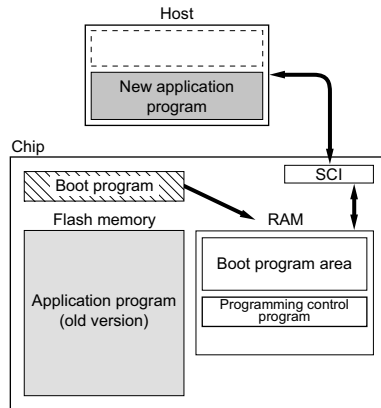 Host
New application
program
Chip
SCI
Boot program
Flash memory
RAM
Application program
(old version)
Boot program area
Programming control
program